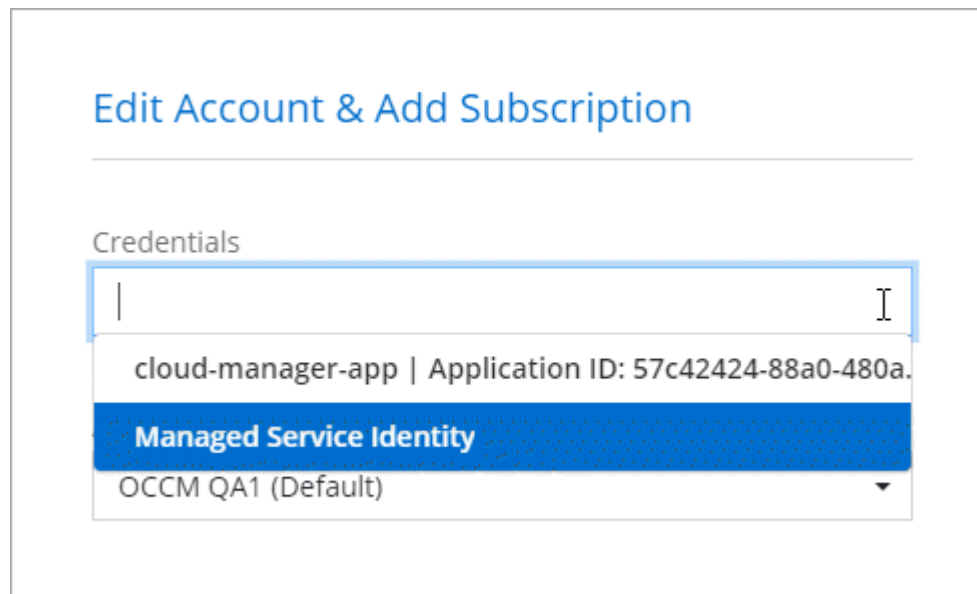 Edit Account & Add Subscription
Credentials
cloud-manager-app | Application ID: 57c42424-88a0-480a.
Managed Service Identity
OCCM QA1 (Default)